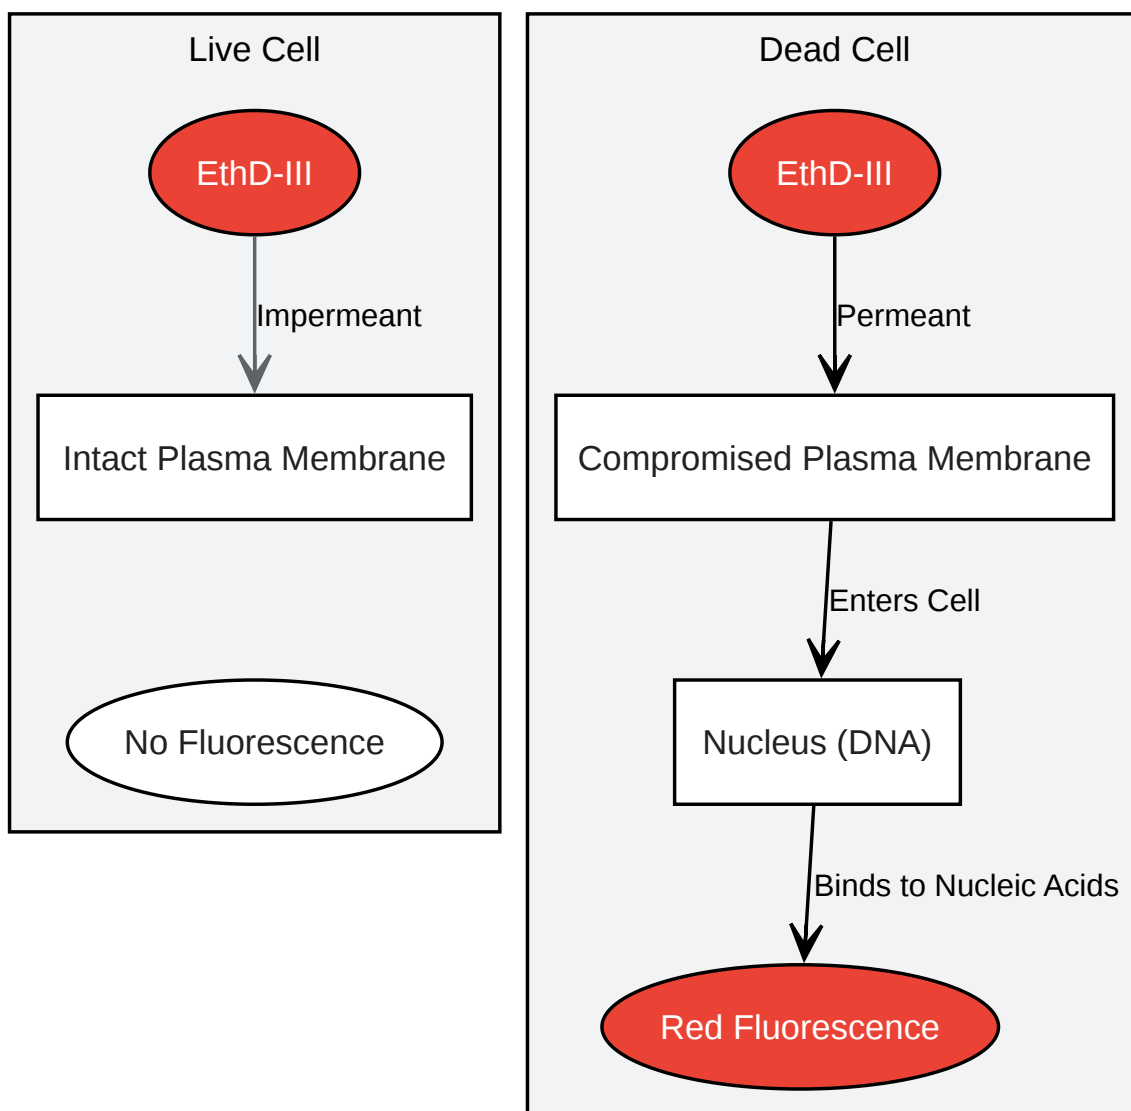 Live Cell
EthD-III
Impermeant
Intact Plasma Membrane
No Fluorescence
Dead Cell
EthD-III
Permeant
Compromised Plasma Membrane
Enters Cell
Nucleus (DNA)
Binds to Nucleic Acids
Red Fluorescence